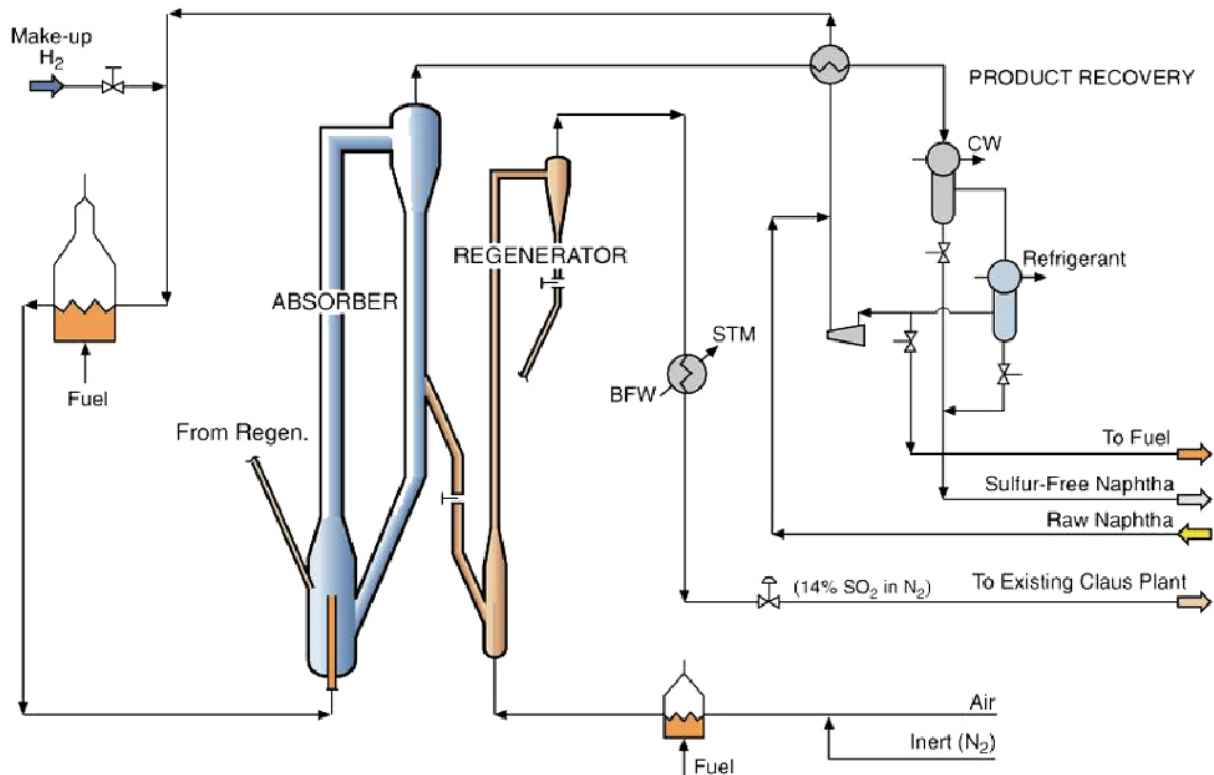 Make-up
H2
PRODUCT RECOVERY
CW
REGENERATOR
Refrigerant
ABSORBER
STM
BFW
Fuel
From Regen.
To Fuel
Sulfur-Free Naphtha
Raw Naphtha
(14% SO2 in N2)
To Existing Claus Plant
Air
Inert (N2)
Fuel